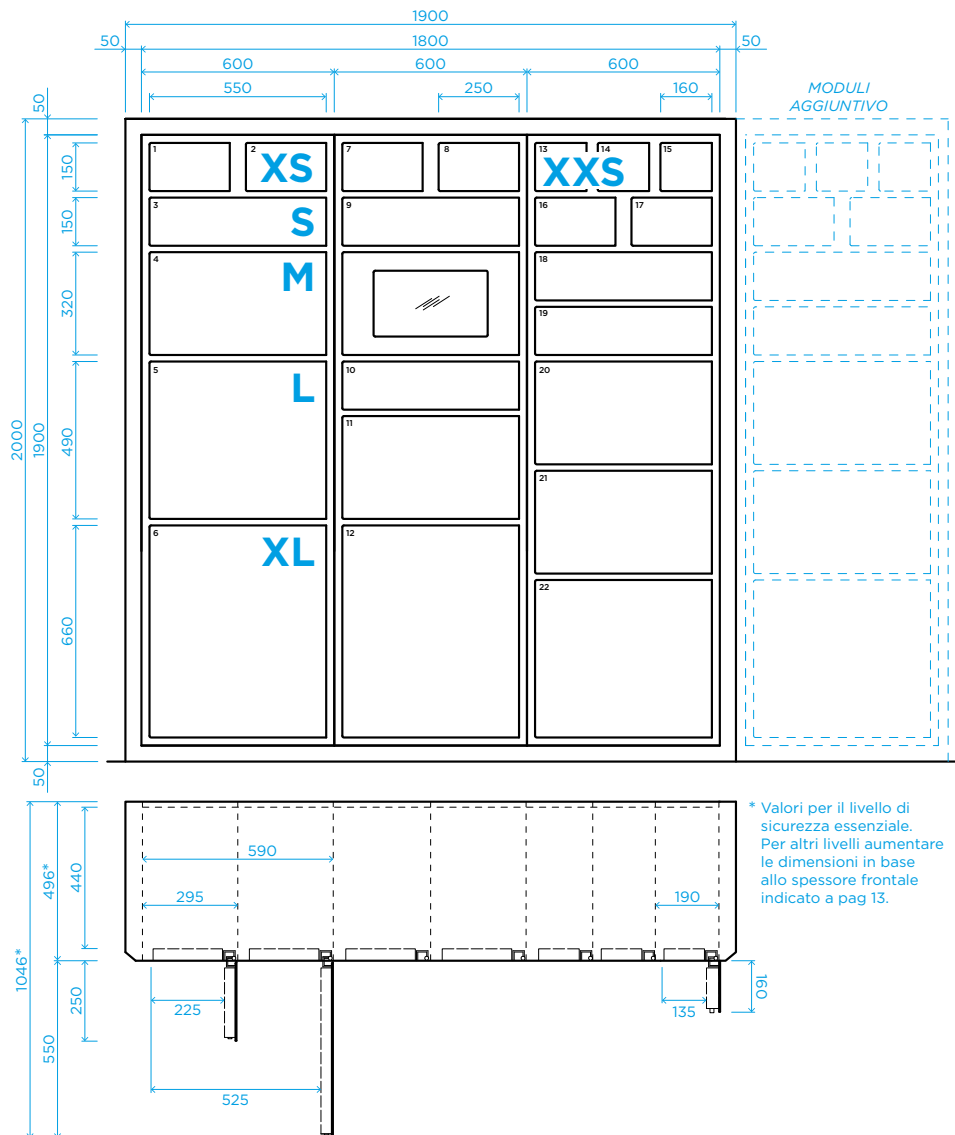 1900
50 1800 50
600 600 600
550 250 160
MODULI
AGGIUNTIVO
50
2000
1900
150
150
320
490
660
50
1 2 XS 7 8 13 14 15 XXS
3 S 9 16 17
4 M 18
19
5 L 10 20
11
21
6 XL 12
22
* Valori per il livello di
sicurezza essenziale.
Per altri livelli aumentare
le dimensioni in base
allo spessore frontale
indicato a pag 13.
590
295 190
1046*
496*
440
250
550
225 135 160
525